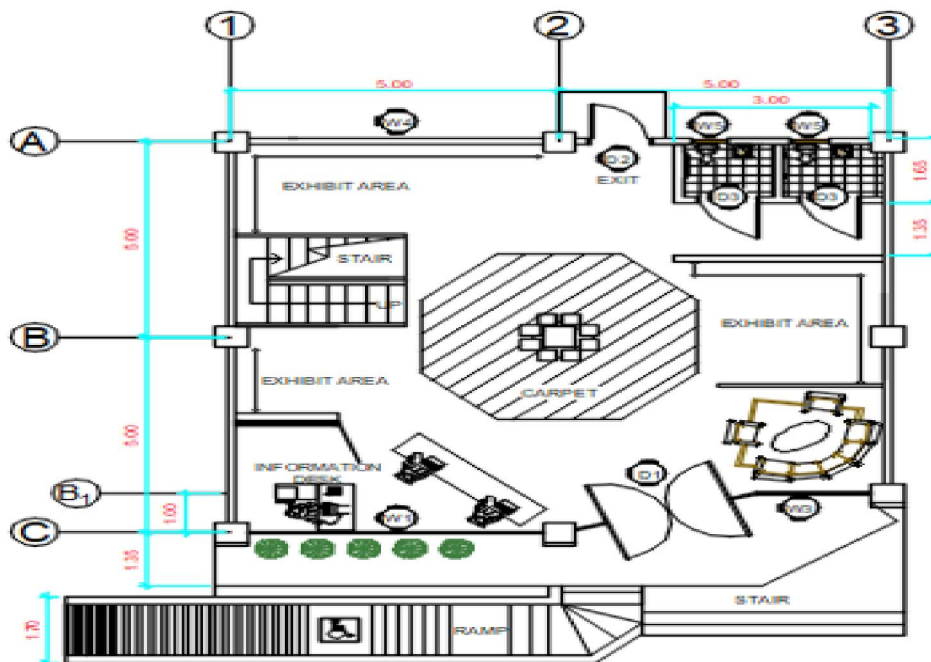 1
2
3
5.00
5.00
3.00
A
W4
W5
W5
D2
EXIT
EXHIBIT AREA
D3
D3
1.65
1.35
5.00
STAIR
UP
B
EXHIBIT AREA
EXHIBIT AREA
CARPET
5.00
INFORMATION
DESK
D1
B1
1.00
W1
W3
C
1.35
STAIR
1.70
RAMP